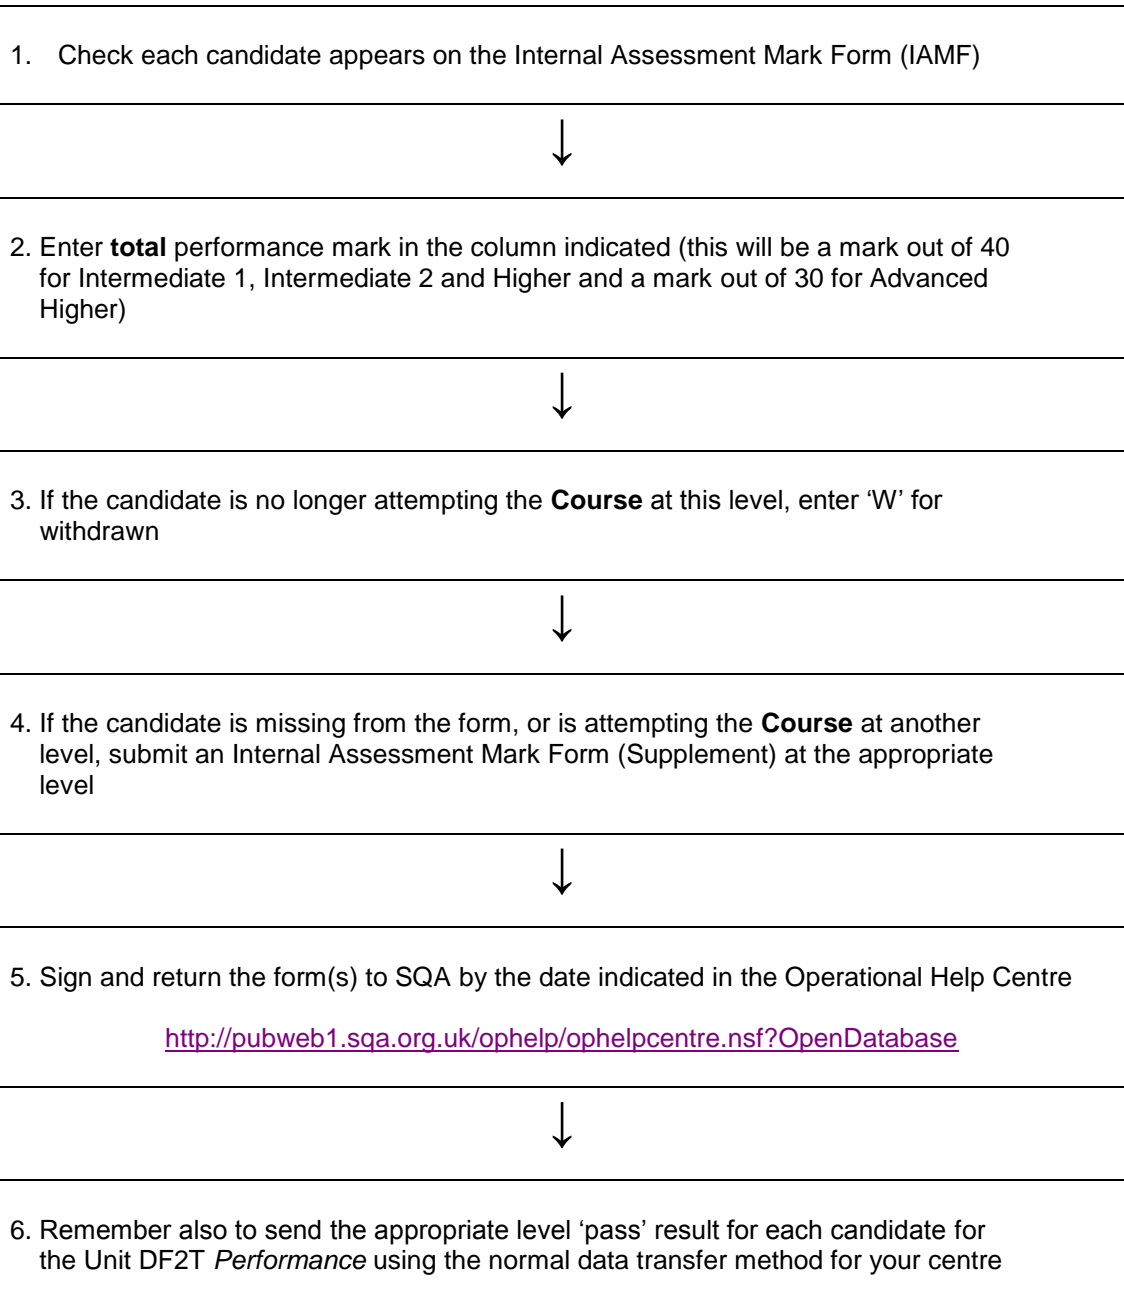 1. Check each candidate appears on the Internal Assessment Mark Form (IAMF)
↓
2. Enter total performance mark in the column indicated (this will be a mark out of 40
for Intermediate 1, Intermediate 2 and Higher and a mark out of 30 for Advanced
Higher)
↓
3. If the candidate is no longer attempting the Course at this level, enter ‘W’ for
withdrawn
↓
4. If the candidate is missing from the form, or is attempting the Course at another
level, submit an Internal Assessment Mark Form (Supplement) at the appropriate
level
↓
5. Sign and return the form(s) to SQA by the date indicated in the Operational Help Centre
http://pubweb1.sqa.org.uk/ophelp/ophelpcentre.nsf?OpenDatabase
↓
6. Remember also to send the appropriate level ‘pass’ result for each candidate for
the Unit DF2T Performance using the normal data transfer method for your centre